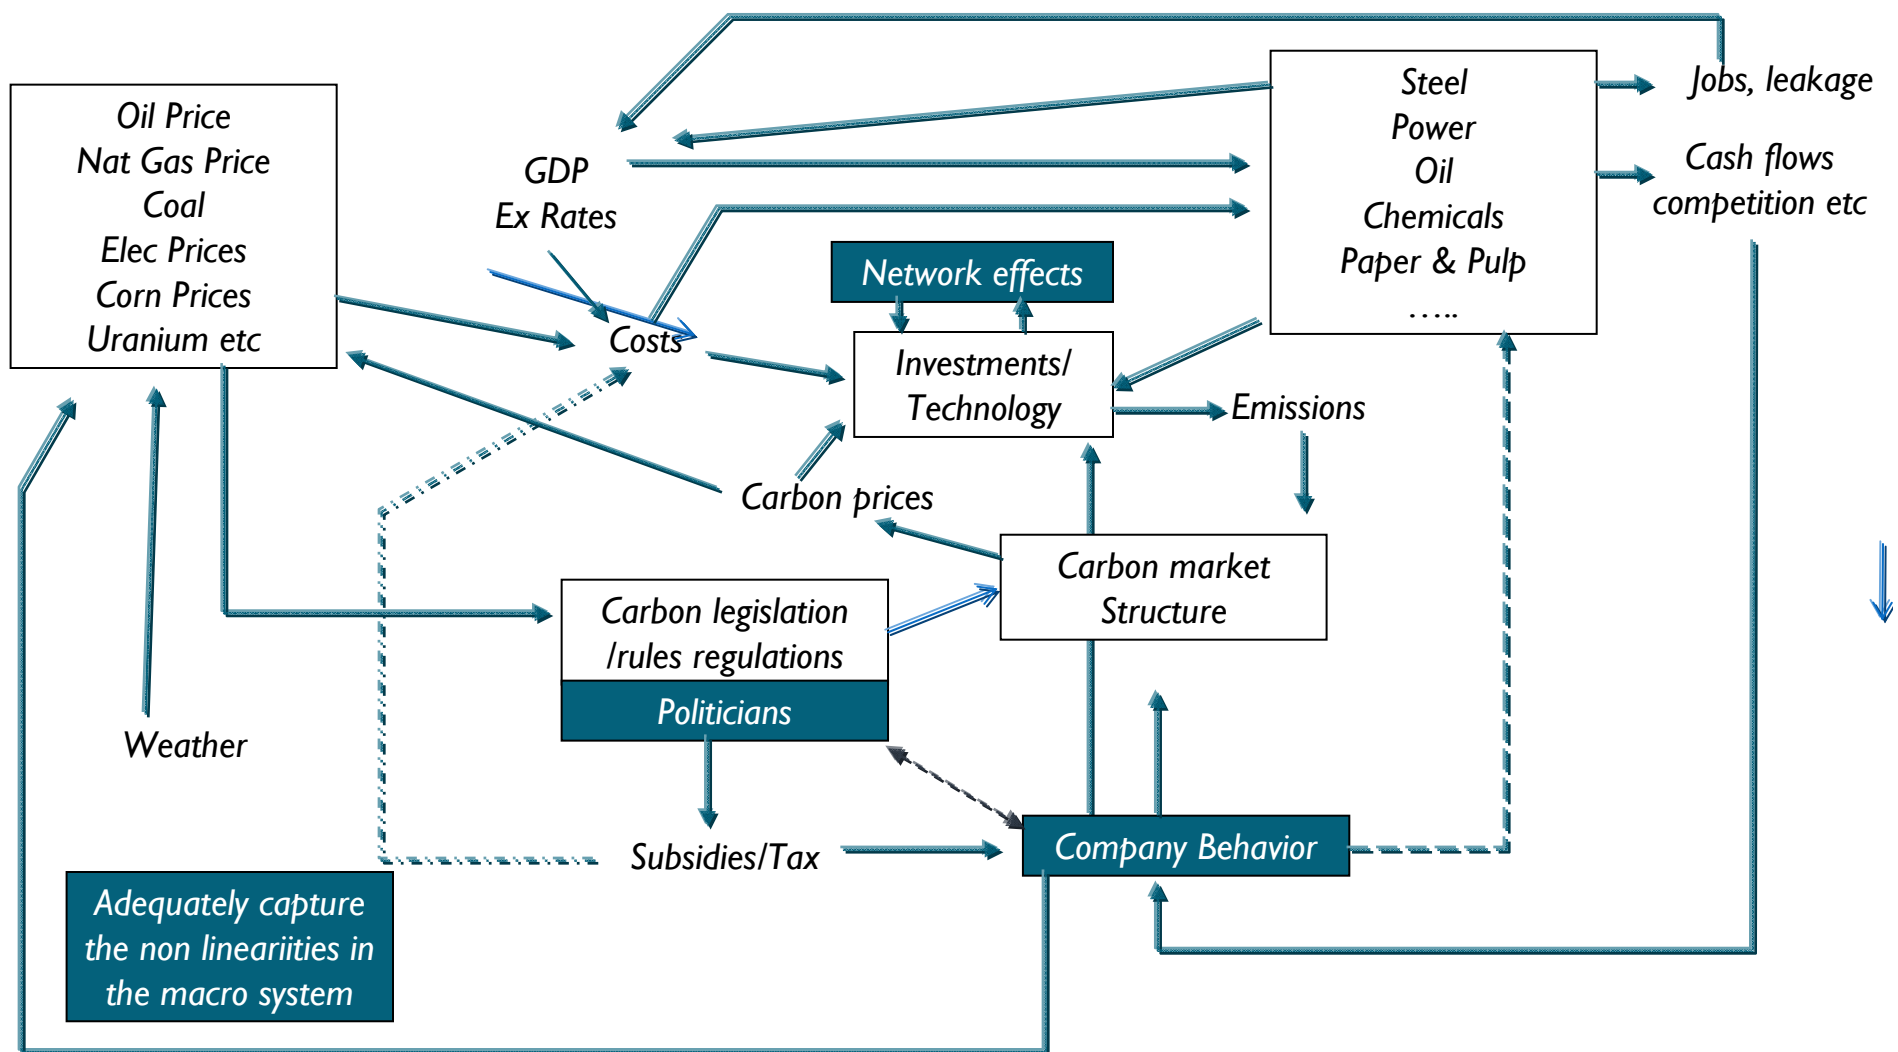 Oil Price
Nat Gas Price
Coal
Elec Prices
Corn Prices
Uranium etc
GDP
Ex Rates
Steel
Power
Oil
Chemicals
Paper & Pulp
…..
Jobs, leakage
Cash flows
competition etc
Network effects
Costs
Investments/
Technology
Emissions
Carbon prices
Carbon market
Structure
Carbon legislation
/rules regulations
Politicians
Weather
Subsidies/Tax
Company Behavior
Adequately capture
the non lineariities in
the macro system